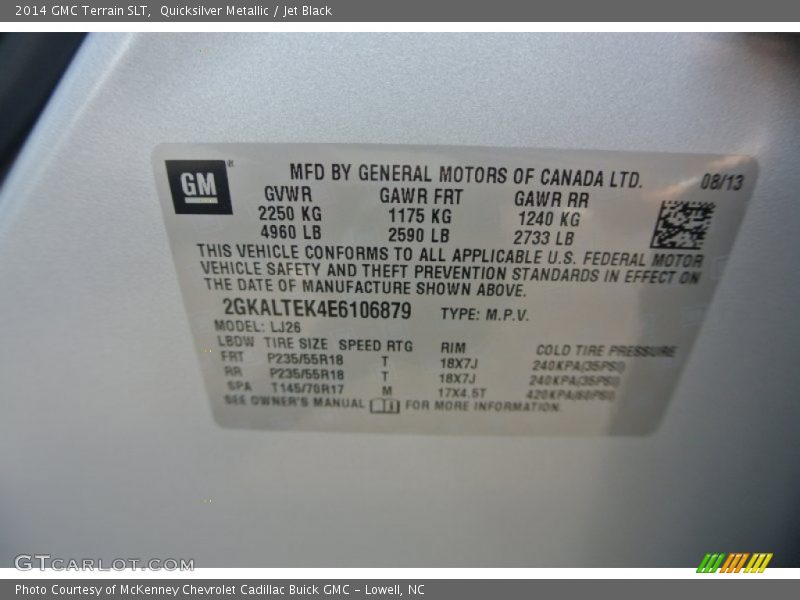 2014 GMC Terrain SLT,  Quicksilver Metallic / Jet Black
GM ®
MFD BY GENERAL MOTORS OF CANADA LTD. 08/13
GVWR GAWR FRT GAWR RR
2250 KG 1175 KG 1240 KG
4960 LB 2590 LB 2733 LB
THIS VEHICLE CONFORMS TO ALL APPLICABLE U.S. FEDERAL MOTOR
VEHICLE SAFETY AND THEFT PREVENTION STANDARDS IN EFFECT ON
THE DATE OF MANUFACTURE SHOWN ABOVE.
2GKALTEK4E6106879 TYPE: M.P.V.
MODEL: LJ26
LBDW TIRE SIZE SPEED RTG RIM COLD TIRE PRESSURE
FRT P235/55R18 T 18X7J 240KPA(35PSI)
RR P235/55R18 T 18X7J 240KPA(35PSI)
SPA T145/70R17 M 17X4.5T 420KPA(60PSI)
SEE OWNER'S MANUAL FOR MORE INFORMATION.
GTCARLOT.COM
Photo Courtesy of McKenney Chevrolet Cadillac Buick GMC - Lowell, NC